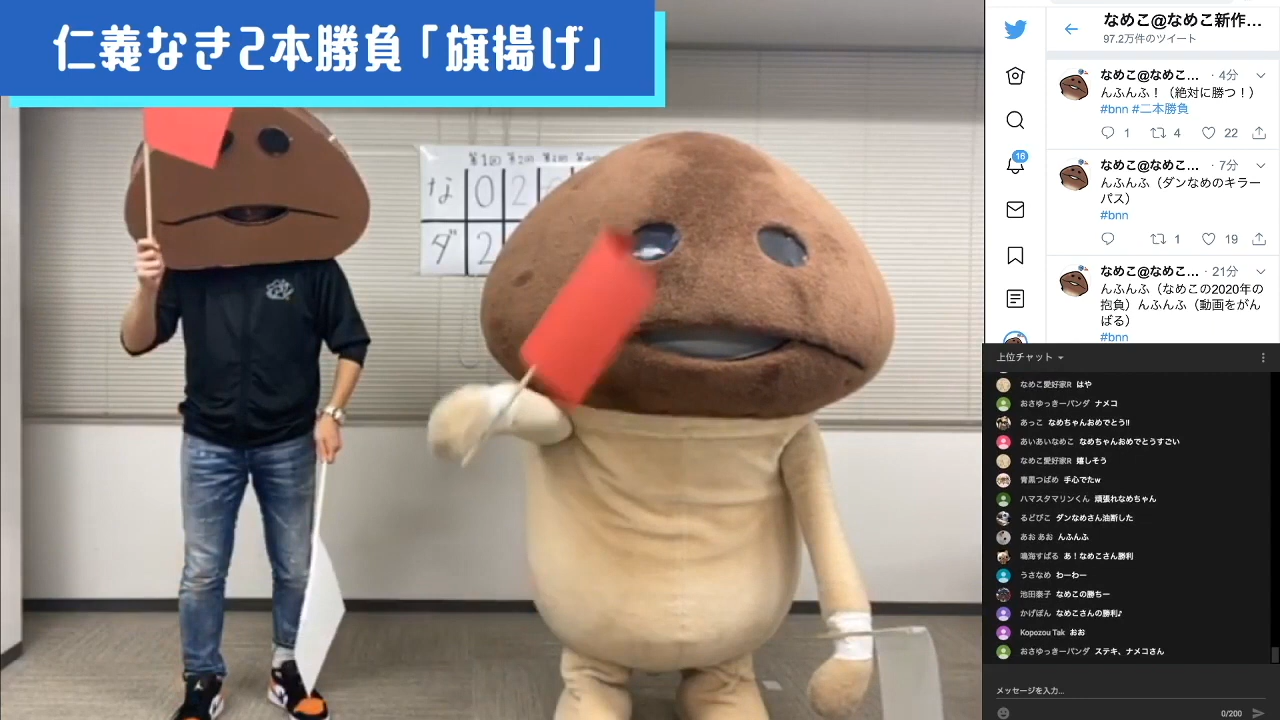 仁義なき2本勝負「旗揚げ」
第1回 第2回
な 0 2
ダ 2
なめこ@なめこ新作...
97.2万件のツイート
なめこ@なめこ... ・4分
んふんふ！（絶対に勝つ！）
#bnn #二本勝負
1 4 22
なめこ@なめこ... ・7分
んふんふ（ダンなめのキラー
パス）
#bnn
1 19
なめこ@なめこ... ・21分
んふんふ（なめこの2020年の
抱負）んふんふ（動画をがん
ばる）
#bnn
16
上位チャット
なめこ愛好家R はや
おさゆっきーパンダ ナメコ
あっこ なめちゃんおめでとう!!
あいあいなめこ なめちゃんおめでとうすごい
なめこ愛好家R 嬉しそう
青黒つばめ 手心でたw
ハマスタマリンくん 頑張れなめちゃん
るどびこ ダンなめさん油断した
あお あお んふんふ
鳴海すばる あ！なめこさん勝利
うさなめ わーわー
池田泰子 なめこの勝ちー
かげぽん なめこさんの勝利♪
Kopozou Tak おお
おさゆっきーパンダ ステキ、ナメコさん
メッセージを入力...
0/200